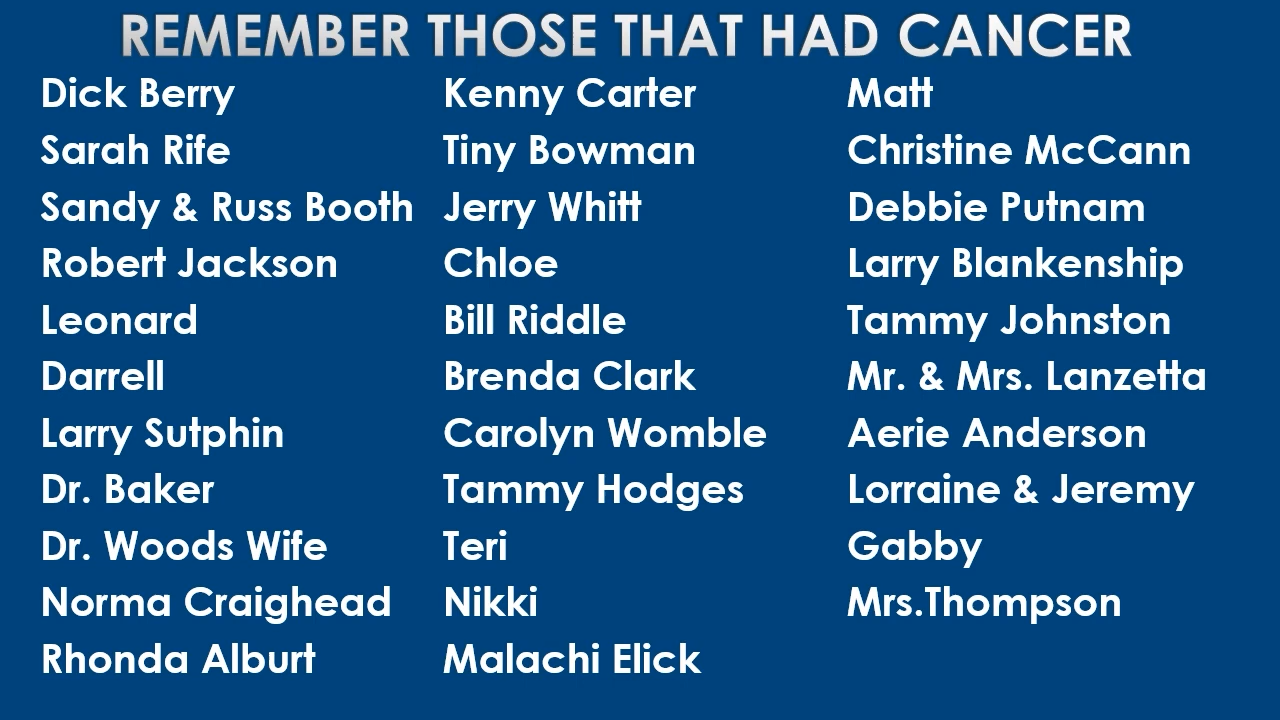 REMEMBER THOSE THAT HAD CANCER
Dick Berry
Sarah Rife
Sandy & Russ Booth
Robert Jackson
Leonard
Darrell
Larry Sutphin
Dr. Baker
Dr. Woods Wife
Norma Craighead
Rhonda Alburt
Kenny Carter
Tiny Bowman
Jerry Whitt
Chloe
Bill Riddle
Brenda Clark
Carolyn Womble
Tammy Hodges
Teri
Nikki
Malachi Elick
Matt
Christine McCann
Debbie Putnam
Larry Blankenship
Tammy Johnston
Mr. & Mrs. Lanzetta
Aerie Anderson
Lorraine & Jeremy
Gabby
Mrs.Thompson